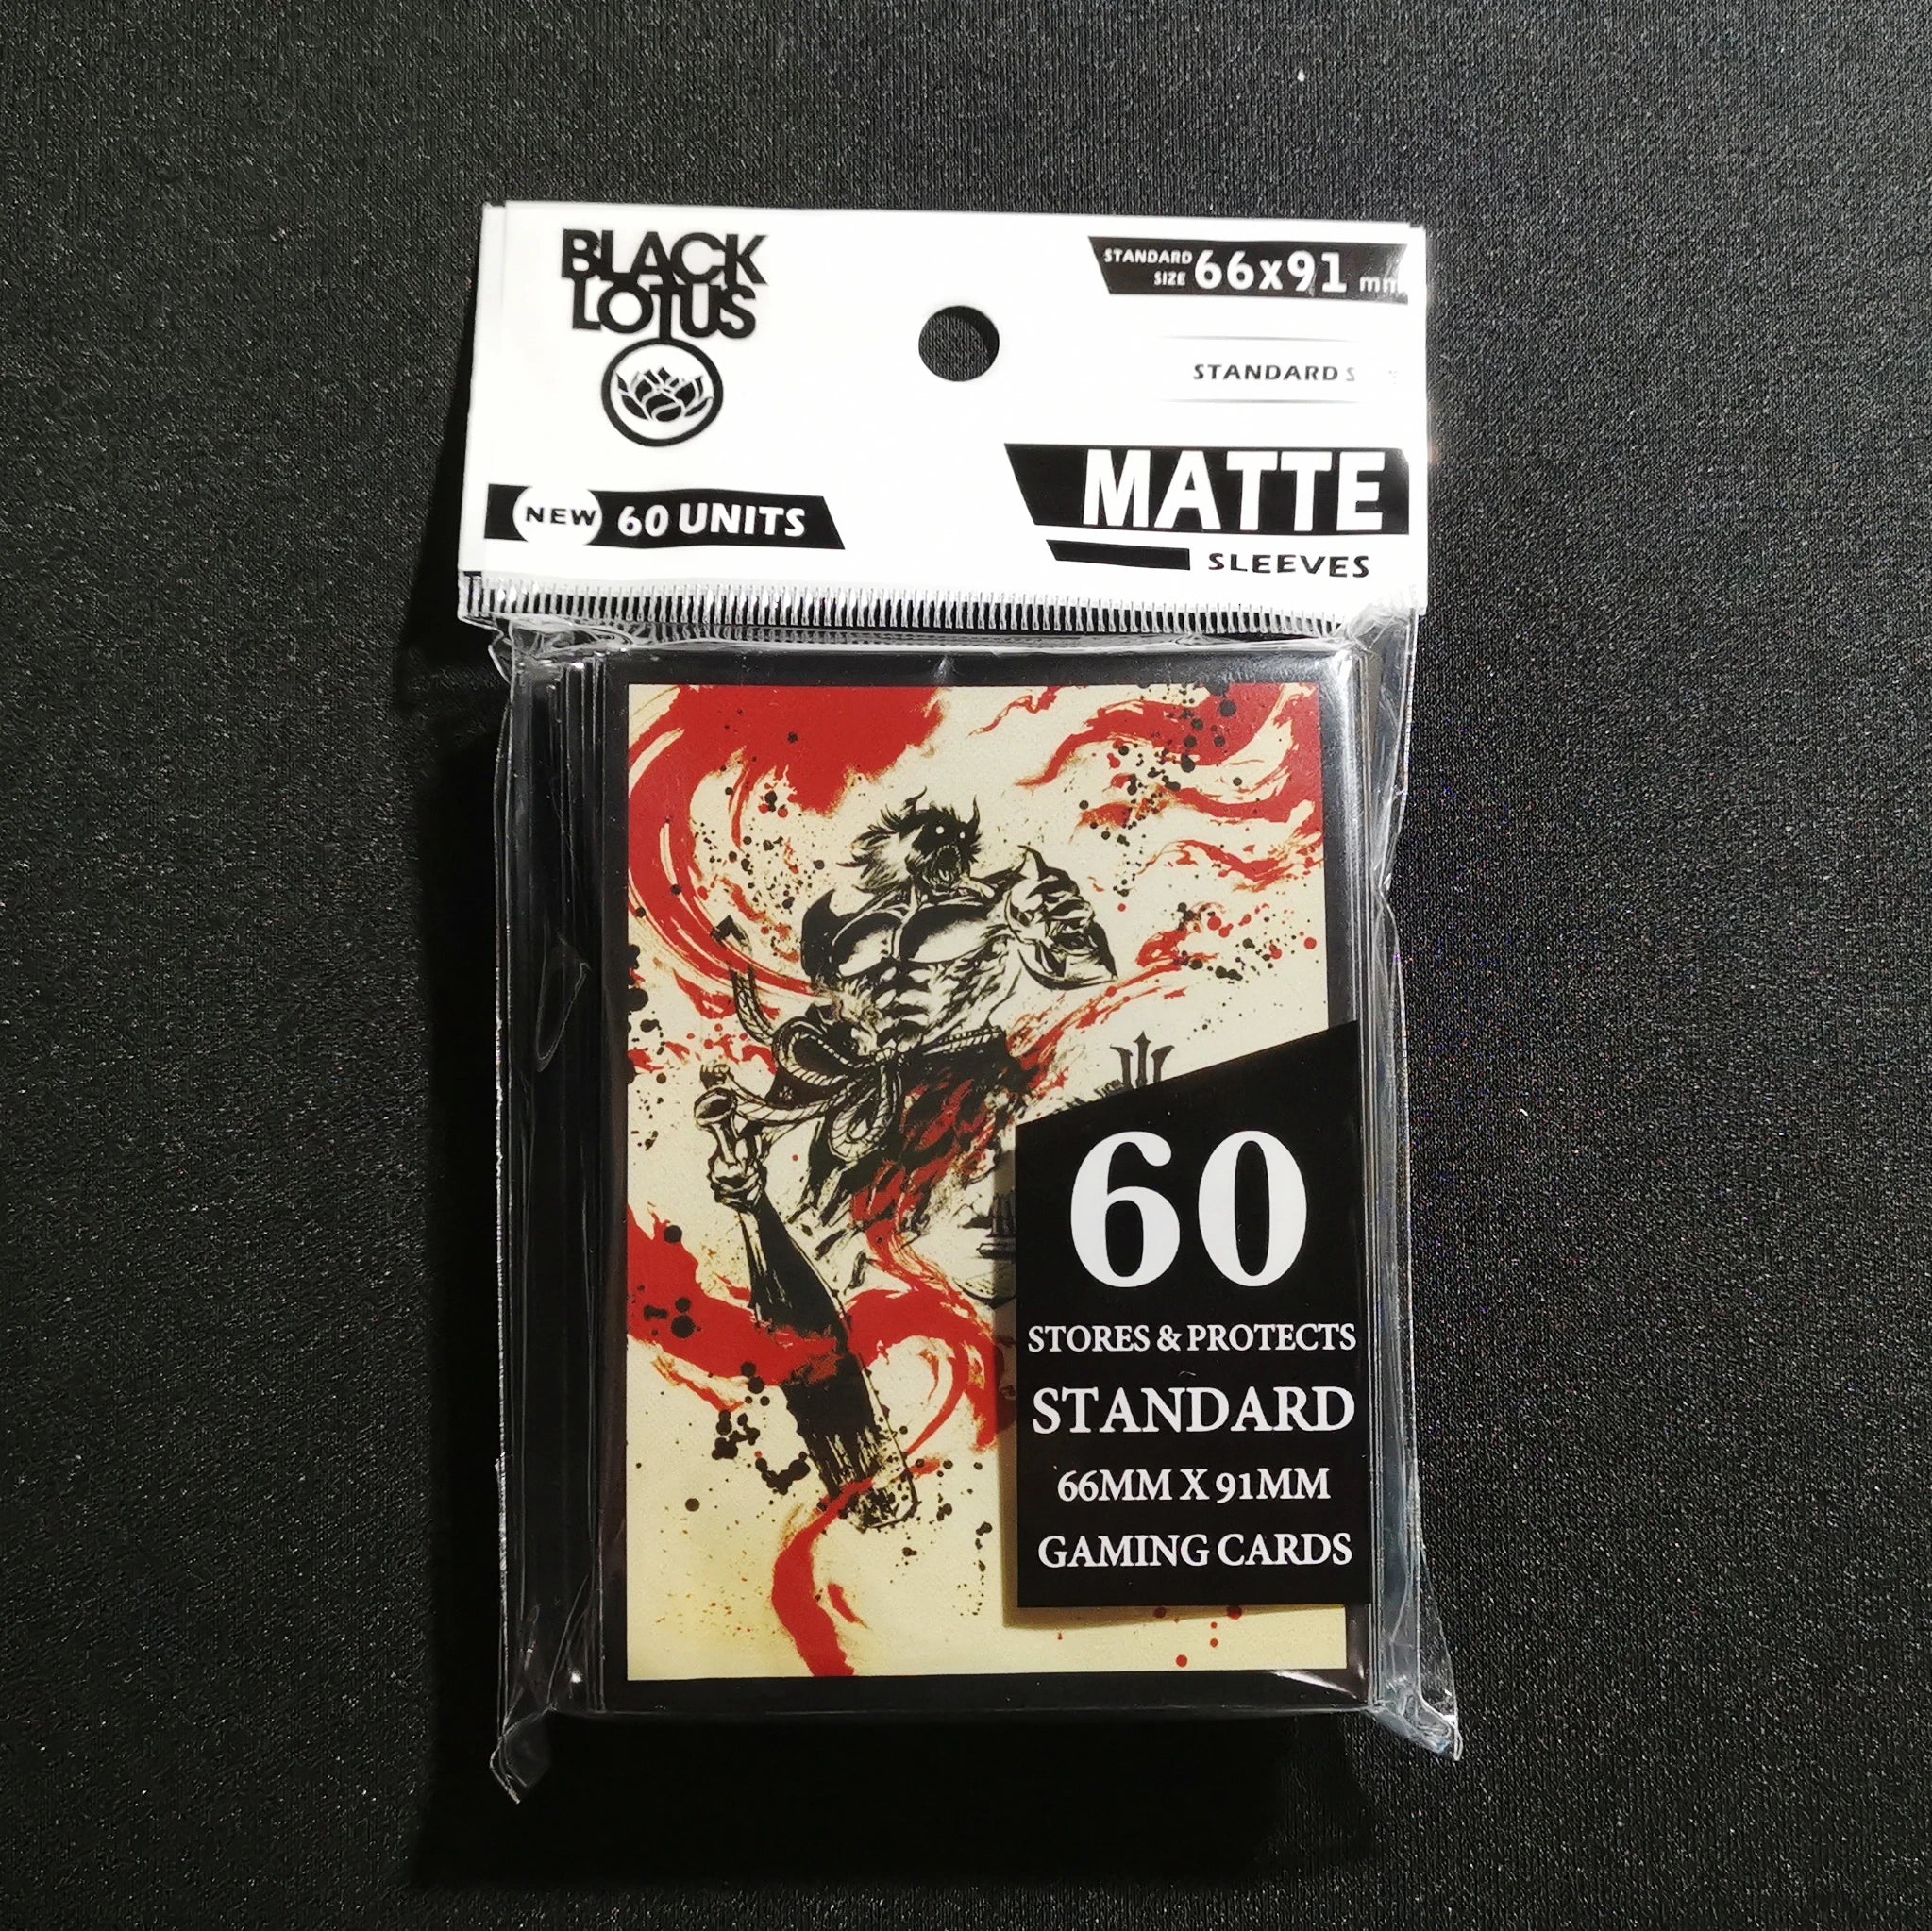 BLACK
LOTUS
STANDARD
SIZE 66x91 mm
STANDARD
NEW 60 UNITS
MATTE
SLEEVES
60
STORES & PROTECTS
STANDARD
66MM X 91MM
GAMING CARDS